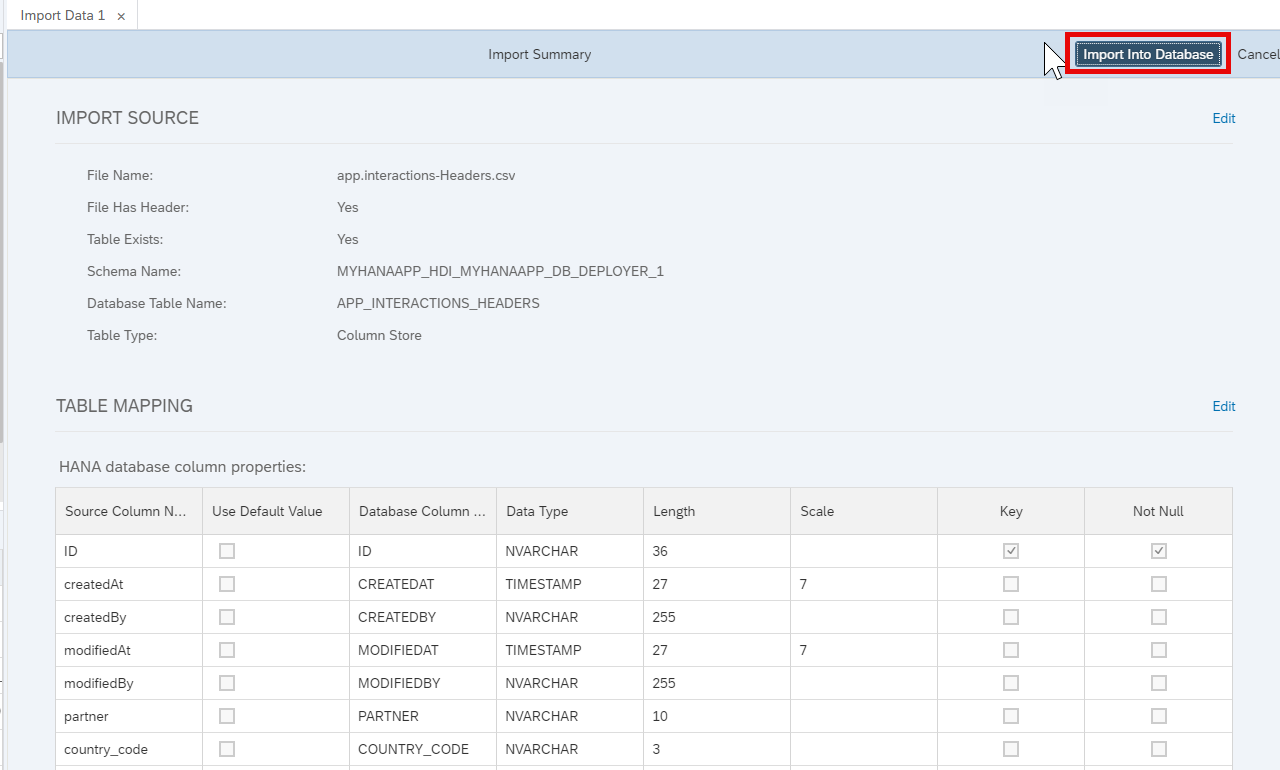 Import Data 1 ×
Import Summary Import Into Database Cancel
IMPORT SOURCE Edit
File Name: app.interactions-Headers.csv
File Has Header: Yes
Table Exists: Yes
Schema Name: MYHANAAPP_HDI_MYHANAAPP_DB_DEPLOYER_1
Database Table Name: APP_INTERACTIONS_HEADERS
Table Type: Column Store
TABLE MAPPING Edit
HANA database column properties:
Source Column N... Use Default Value Database Column ... Data Type Length Scale Key Not Null
ID ID NVARCHAR 36
createdAt CREATEDAT TIMESTAMP 27 7
createdBy CREATEDBY NVARCHAR 255
modifiedAt MODIFIEDAT TIMESTAMP 27 7
modifiedBy MODIFIEDBY NVARCHAR 255
partner PARTNER NVARCHAR 10
country_code COUNTRY_CODE NVARCHAR 3